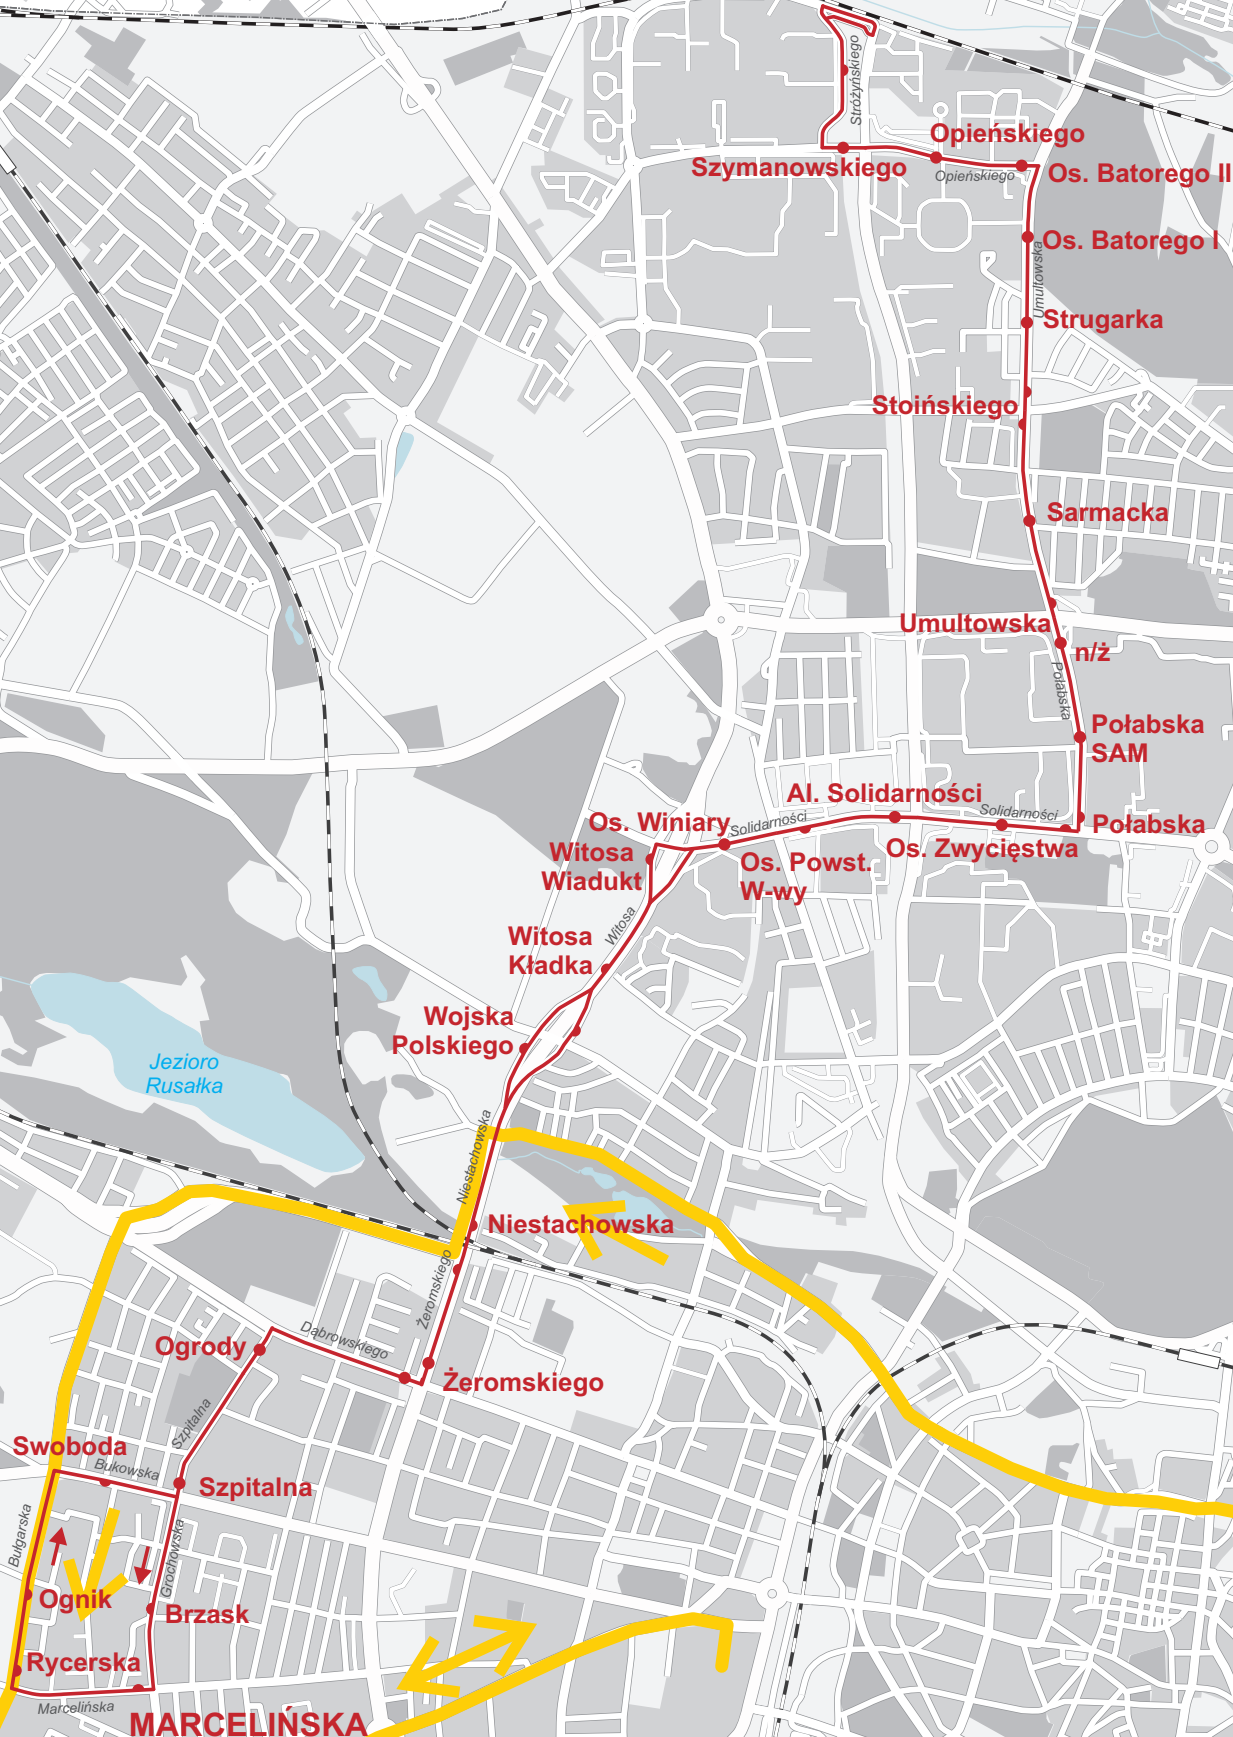 Stróżyńskiego
Opieńskiego
Szymanowskiego
Opieńskiego
Os. Batorego II
Os. Batorego I
Umultowska
Strugarka
Stoińskiego
Sarmacka
Umultowska
n/ż
Połabska
Połabska
SAM
Al. Solidarności
Solidarności
Os. Winiary
Solidarności
Połabska
Os. Zwycięstwa
Witosa
Wiadukt
Os. Powst.
W-wy
Witosa
Witosa
Kładka
Wojska
Polskiego
Jezioro
Rusałka
Niestachowska
Niestachowska
Żeromskiego
Dąbrowskiego
Ogrody
Żeromskiego
Szpitalna
Swoboda
Bukowska
Szpitalna
Bułgarska
Grochowska
Ognik
Brzask
Rycerska
Marcelińska
MARCELIŃSKA